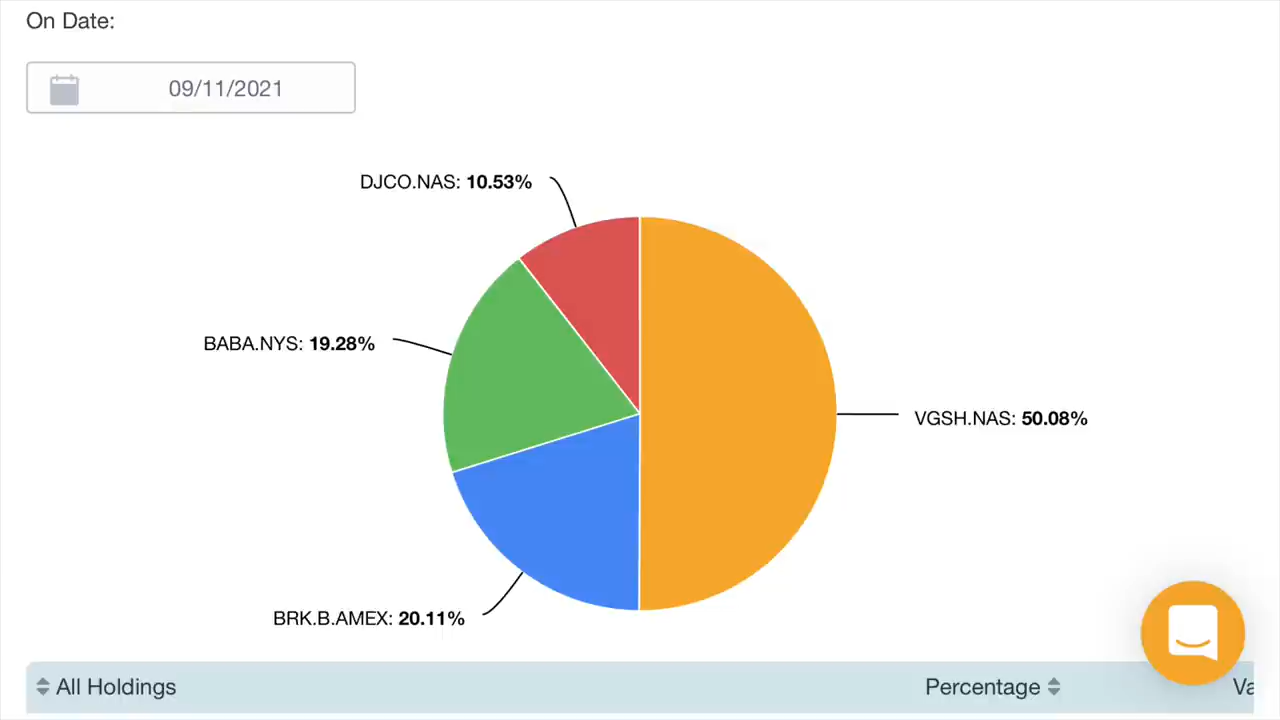 On Date:
09/11/2021
DJCO.NAS: 10.53%
BABA.NYS: 19.28%
VGSH.NAS: 50.08%
BRK.B.AMEX: 20.11%
All Holdings Percentage